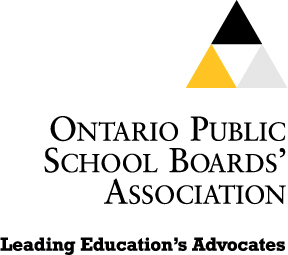 Ontario Public
School Boards’
Association
Leading Education’s Advocates